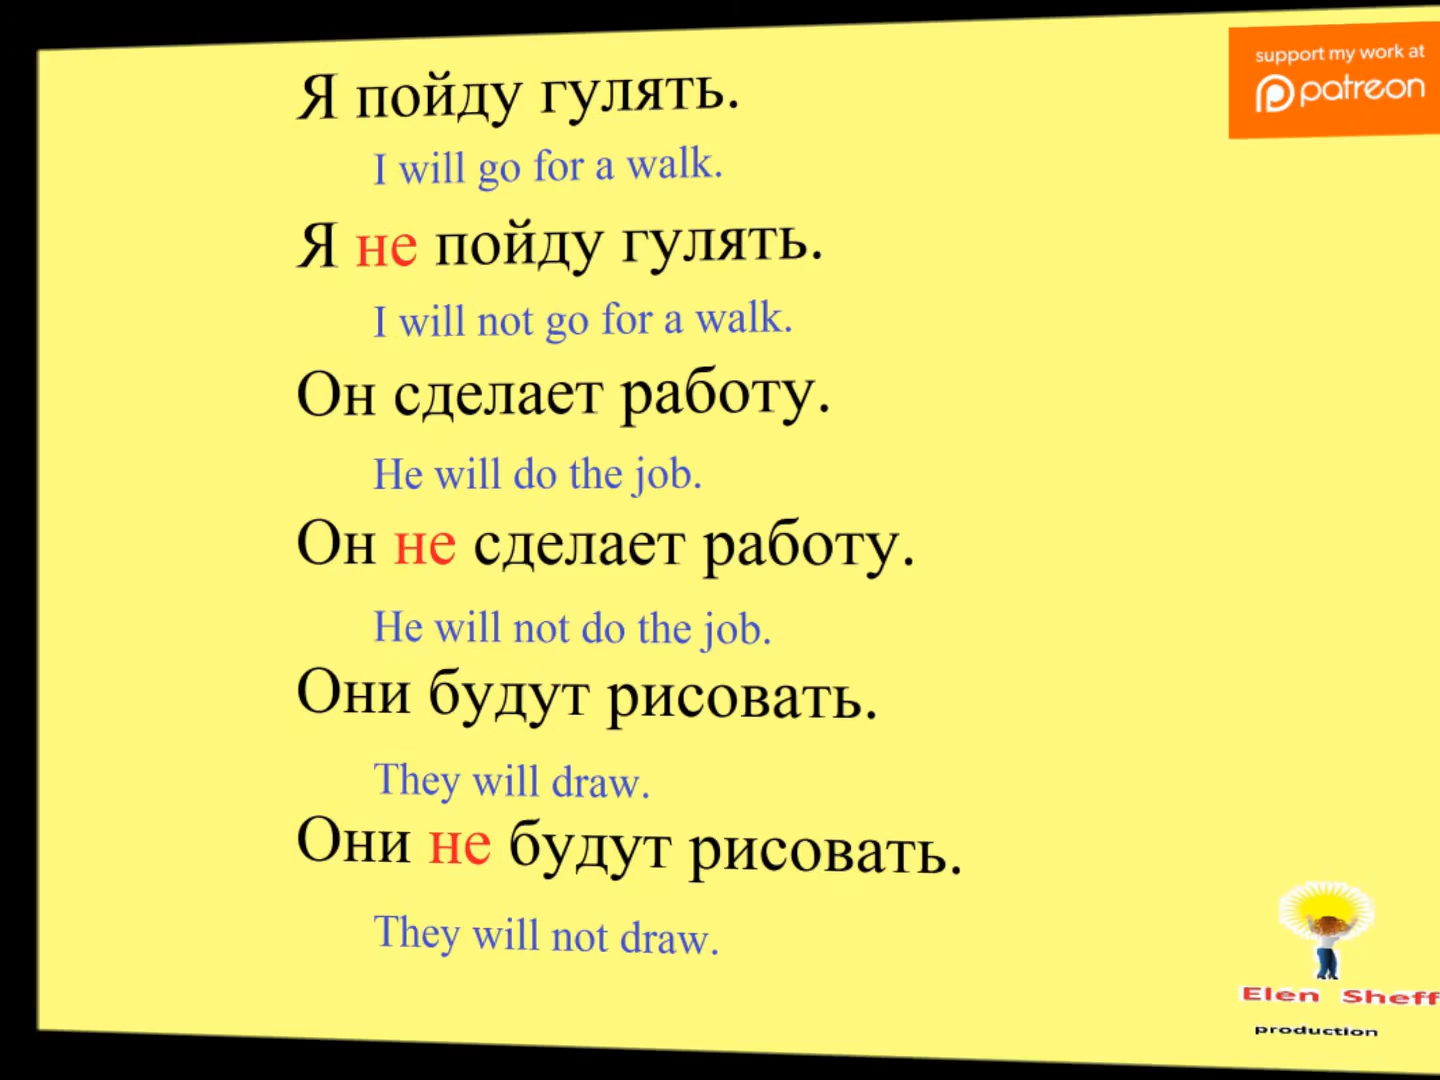 Я пойду гулять.
I will go for a walk.
Я не пойду гулять.
I will not go for a walk.
Он сделает работу.
He will do the job.
Он не сделает работу.
He will not do the job.
Они будут рисовать.
They will draw.
Они не будут рисовать.
They will not draw.
support my work at
patreon
Elen Sheff
production